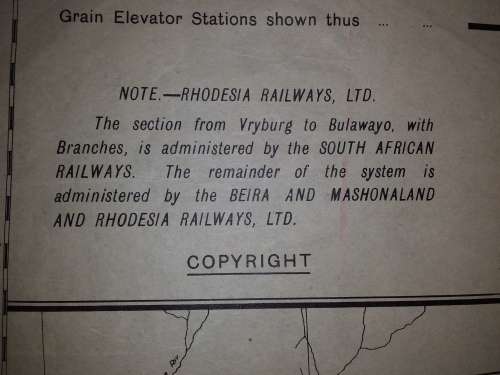 Grain Elevator Stations shown thus ... ...
NOTE.—RHODESIA RAILWAYS, LTD.
The section from Vryburg to Bulawayo, with
Branches, is administered by the SOUTH AFRICAN
RAILWAYS. The remainder of the system is
administered by the BEIRA AND MASHONALAND
AND RHODESIA RAILWAYS, LTD.
COPYRIGHT
Riv.